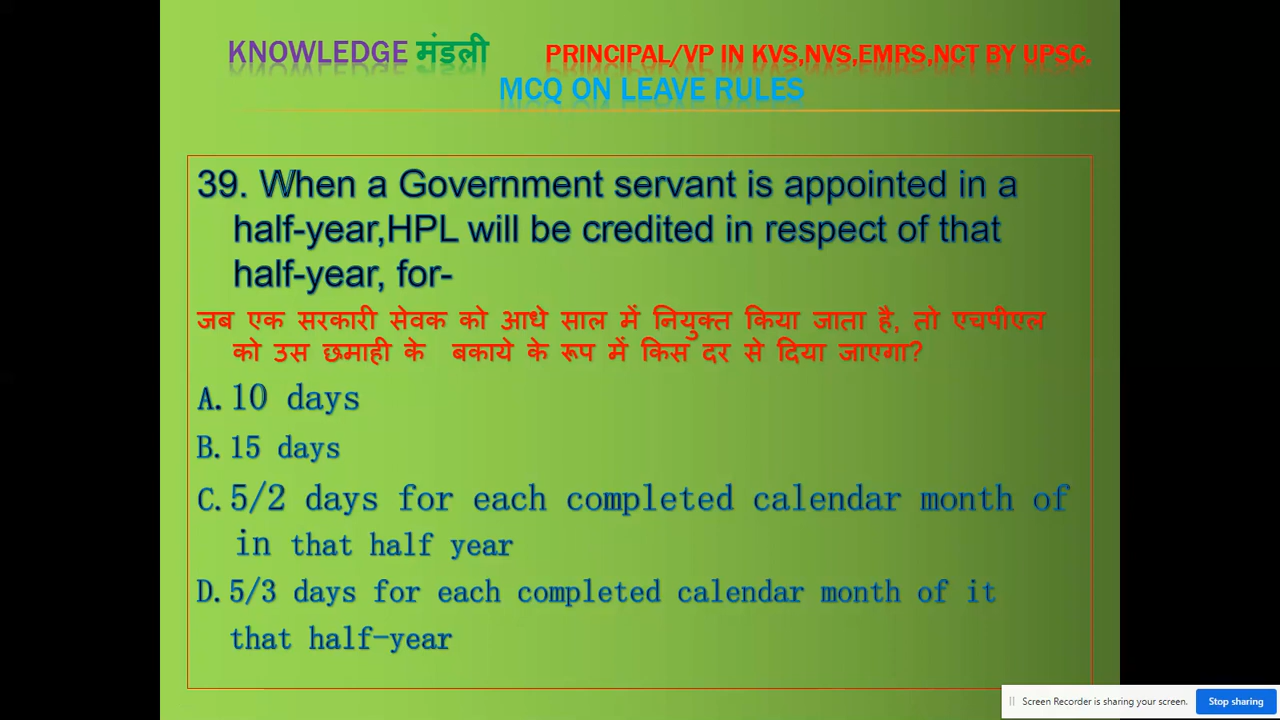 KNOWLEDGE मंडली PRINCIPAL/VP IN KVS,NVS,EMRS,NCT BY UPSC.
MCQ ON LEAVE RULES
39. When a Government servant is appointed in a
half-year,HPL will be credited in respect of that
half-year, for-
जब एक सरकारी सेवक को आधे साल में नियुक्त किया जाता है, तो एचपीएल
को उस छमाही के बकाये के रूप में किस दर से दिया जाएगा?
A. 10 days
B. 15 days
C. 5/2 days for each completed calendar month of
in that half year
D. 5/3 days for each completed calendar month of it
that half-year
Screen Recorder is sharing your screen. Stop sharing